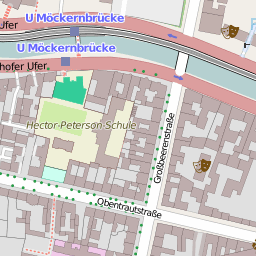 U Möckernbrücke
Ufer
U Möckernbrücke
hofer Ufer
Hector-Peterson-Schule
Großbeerenstraße
Obentrautstraße